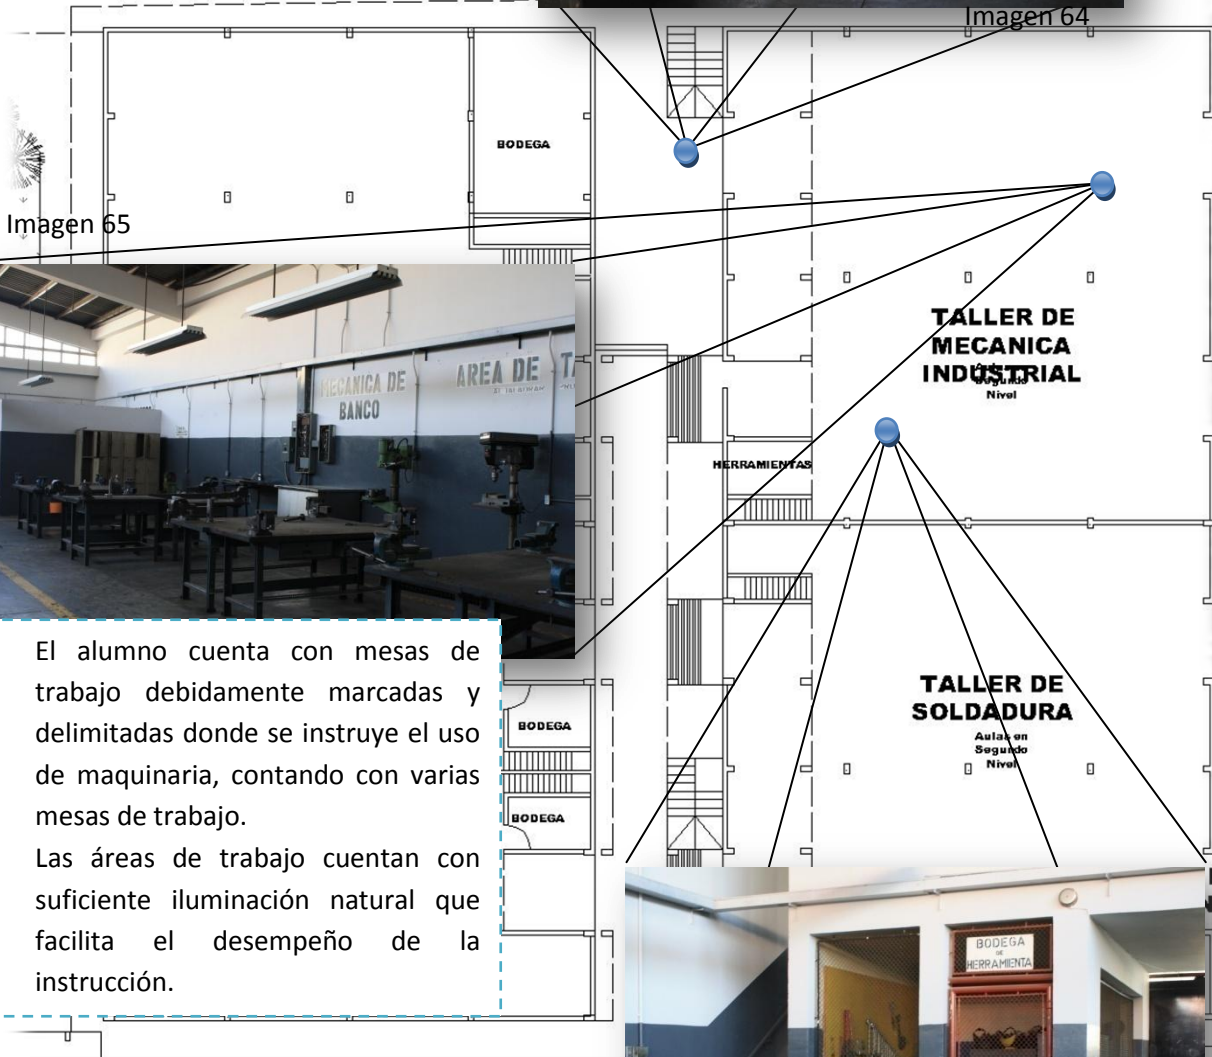 Imagen 64
BODEGA
Imagen 65
TALLER DE
MECANICA
INDUSTRIAL
Segundo
Nivel
MECANICA DE
BANCO
AREA DE
HERRAMIENTAS
El alumno cuenta con mesas de
trabajo debidamente marcadas y
delimitadas donde se instruye el uso
de maquinaria, contando con varias
mesas de trabajo.
Las áreas de trabajo cuentan con
suficiente iluminación natural que
facilita el desempeño de la
instrucción.
BODEGA
BODEGA
TALLER DE
SOLDADURA
Aulas en
Segundo
Nivel
BODEGA
DE
HERRAMIENTA